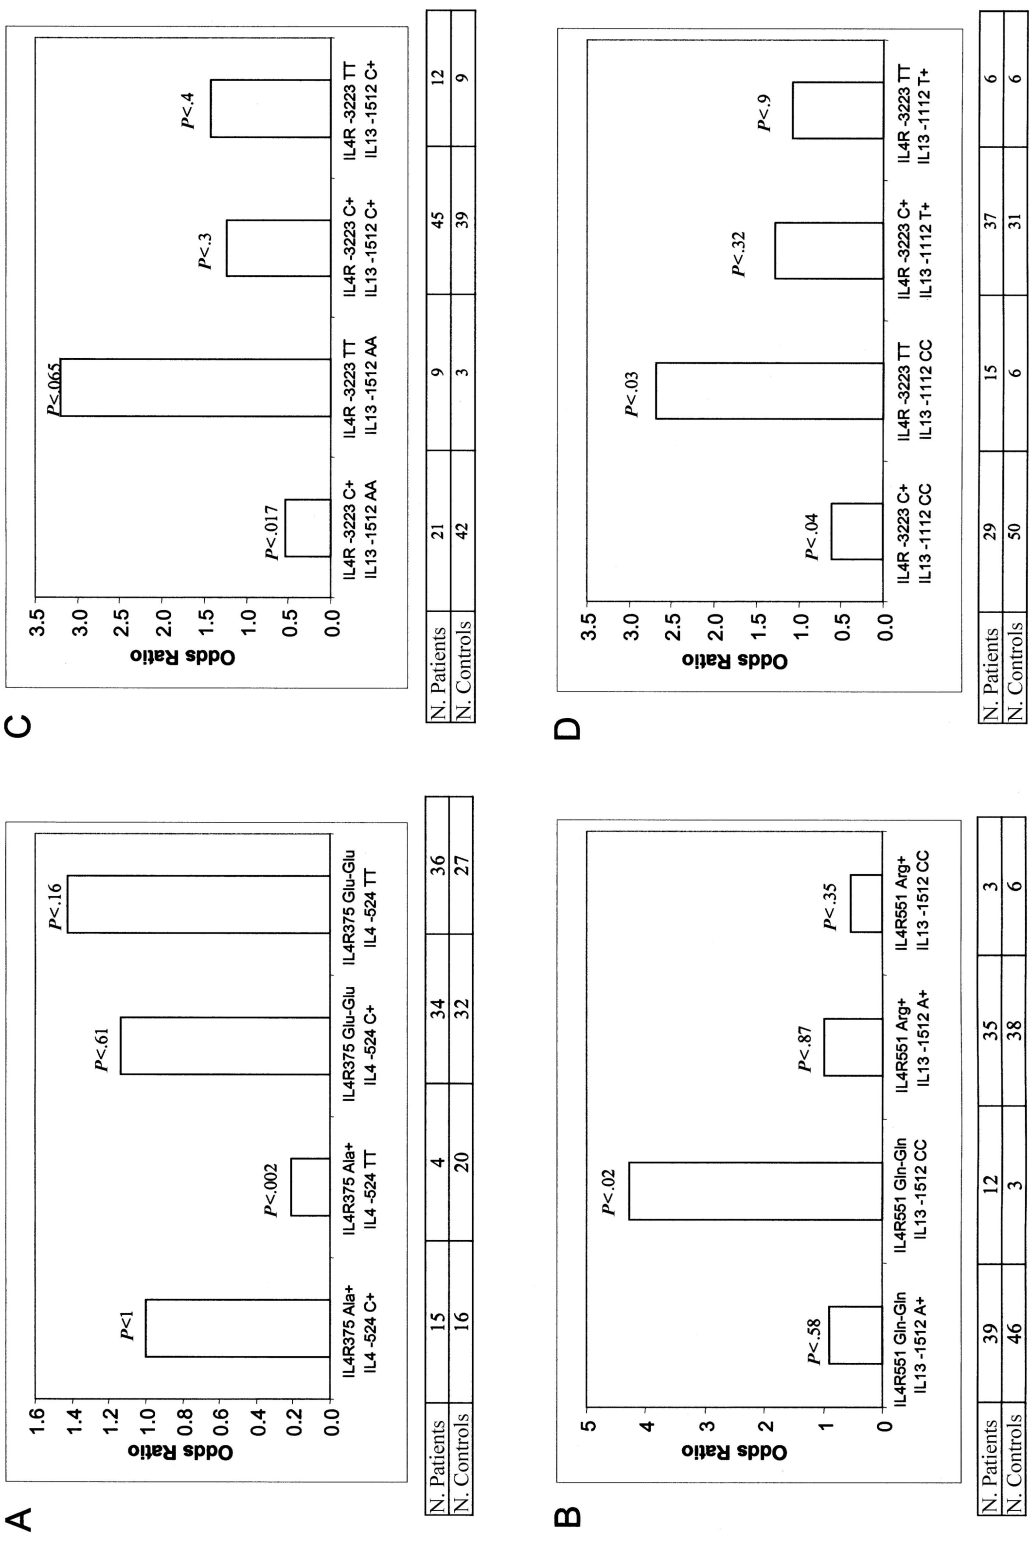 A
Odds Ratio
1.6
1.4
1.2
1.0
0.8
0.6
0.4
0.2
0.0
P<1
P<.002
P<.61
P<.16
IL4R375 Ala+
IL4 -524 C+
IL4R375 Ala+
IL4 -524 TT
IL4R375 Glu-Glu
IL4 -524 C+
IL4R375 Glu-Glu
IL4 -524 TT
N. Patients 15 4 34 36
N. Controls 16 20 32 27
B
Odds Ratio
5
4
3
2
1
0
P<.58
P<.02
P<.87
P<.35
IL4R551 Gln-Gln
IL13 -1512 A+
IL4R551 Gln-Gln
IL13 -1512 CC
IL4R551 Arg+
IL13 -1512 A+
IL4R551 Arg+
IL13 -1512 CC
N. Patients 39 12 35 3
N. Controls 46 3 38 6
C
Odds Ratio
3.5
3.0
2.5
2.0
1.5
1.0
0.5
0.0
P<.017
P<.065
P<.3
P<.4
IL4R -3223 C+
IL13 -1512 AA
IL4R -3223 TT
IL13 -1512 AA
IL4R -3223 C+
IL13 -1512 C+
IL4R -3223 TT
IL13 -1512 C+
N. Patients 21 9 45 12
N. Controls 42 3 39 9
D
Odds Ratio
3.5
3.0
2.5
2.0
1.5
1.0
0.5
0.0
P<.04
P<.03
P<.32
P<.9
IL4R -3223 C+
IL13 -1112 CC
IL4R -3223 TT
IL13 -1112 CC
IL4R -3223 C+
IL13 -1112 T+
IL4R -3223 TT
IL13 -1112 T+
N. Patients 29 15 37 6
N. Controls 50 6 31 6